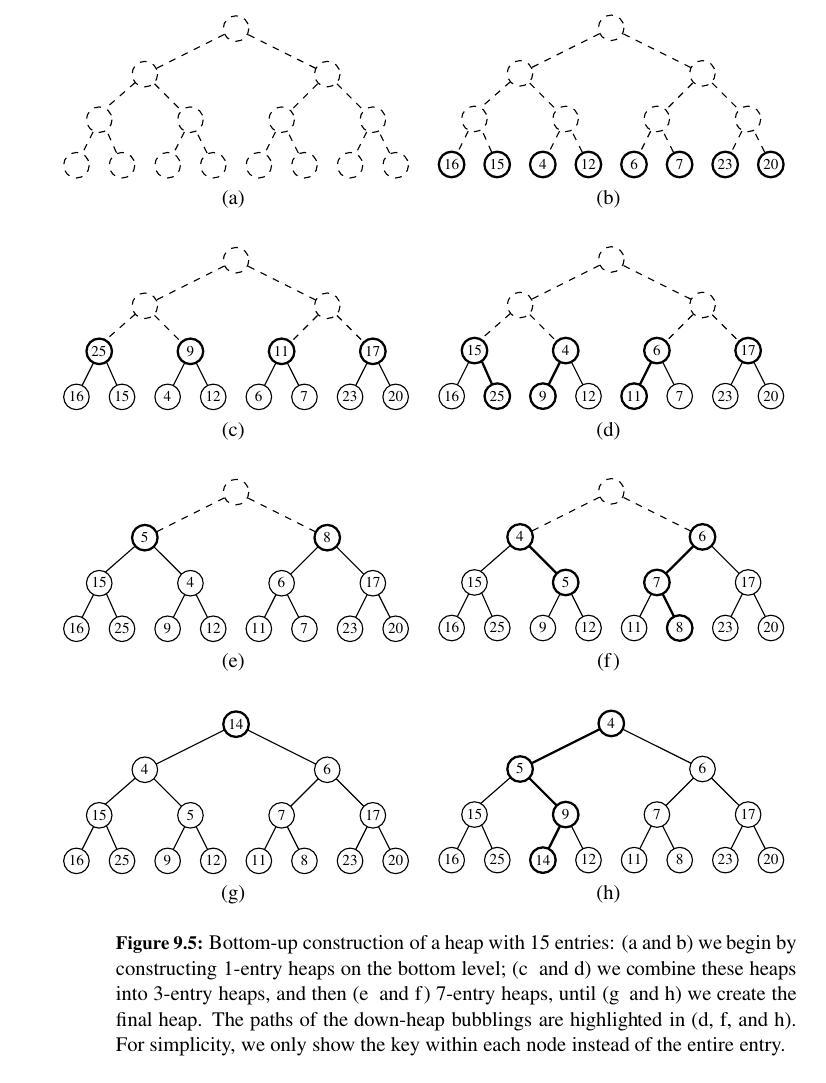 16 15 4 12 6 7 23 20
(a) (b)
25 9 11 17 15 4 6 17
16 15 4 12 6 7 23 20 16 25 9 12 11 7 23 20
(c) (d)
5 8 4 6
15 4 6 17 15 5 7 17
16 25 9 12 11 7 23 20 16 25 9 12 11 8 23 20
(e) (f)
14 4
4 6 5 6
15 5 7 17 15 9 7 17
16 25 9 12 11 8 23 20 16 25 14 12 11 8 23 20
(g) (h)
Figure 9.5: Bottom-up construction of a heap with 15 entries: (a and b) we begin by
constructing 1-entry heaps on the bottom level; (c and d) we combine these heaps
into 3-entry heaps, and then (e and f) 7-entry heaps, until (g and h) we create the
final heap. The paths of the down-heap bubblings are highlighted in (d, f, and h).
For simplicity, we only show the key within each node instead of the entire entry.